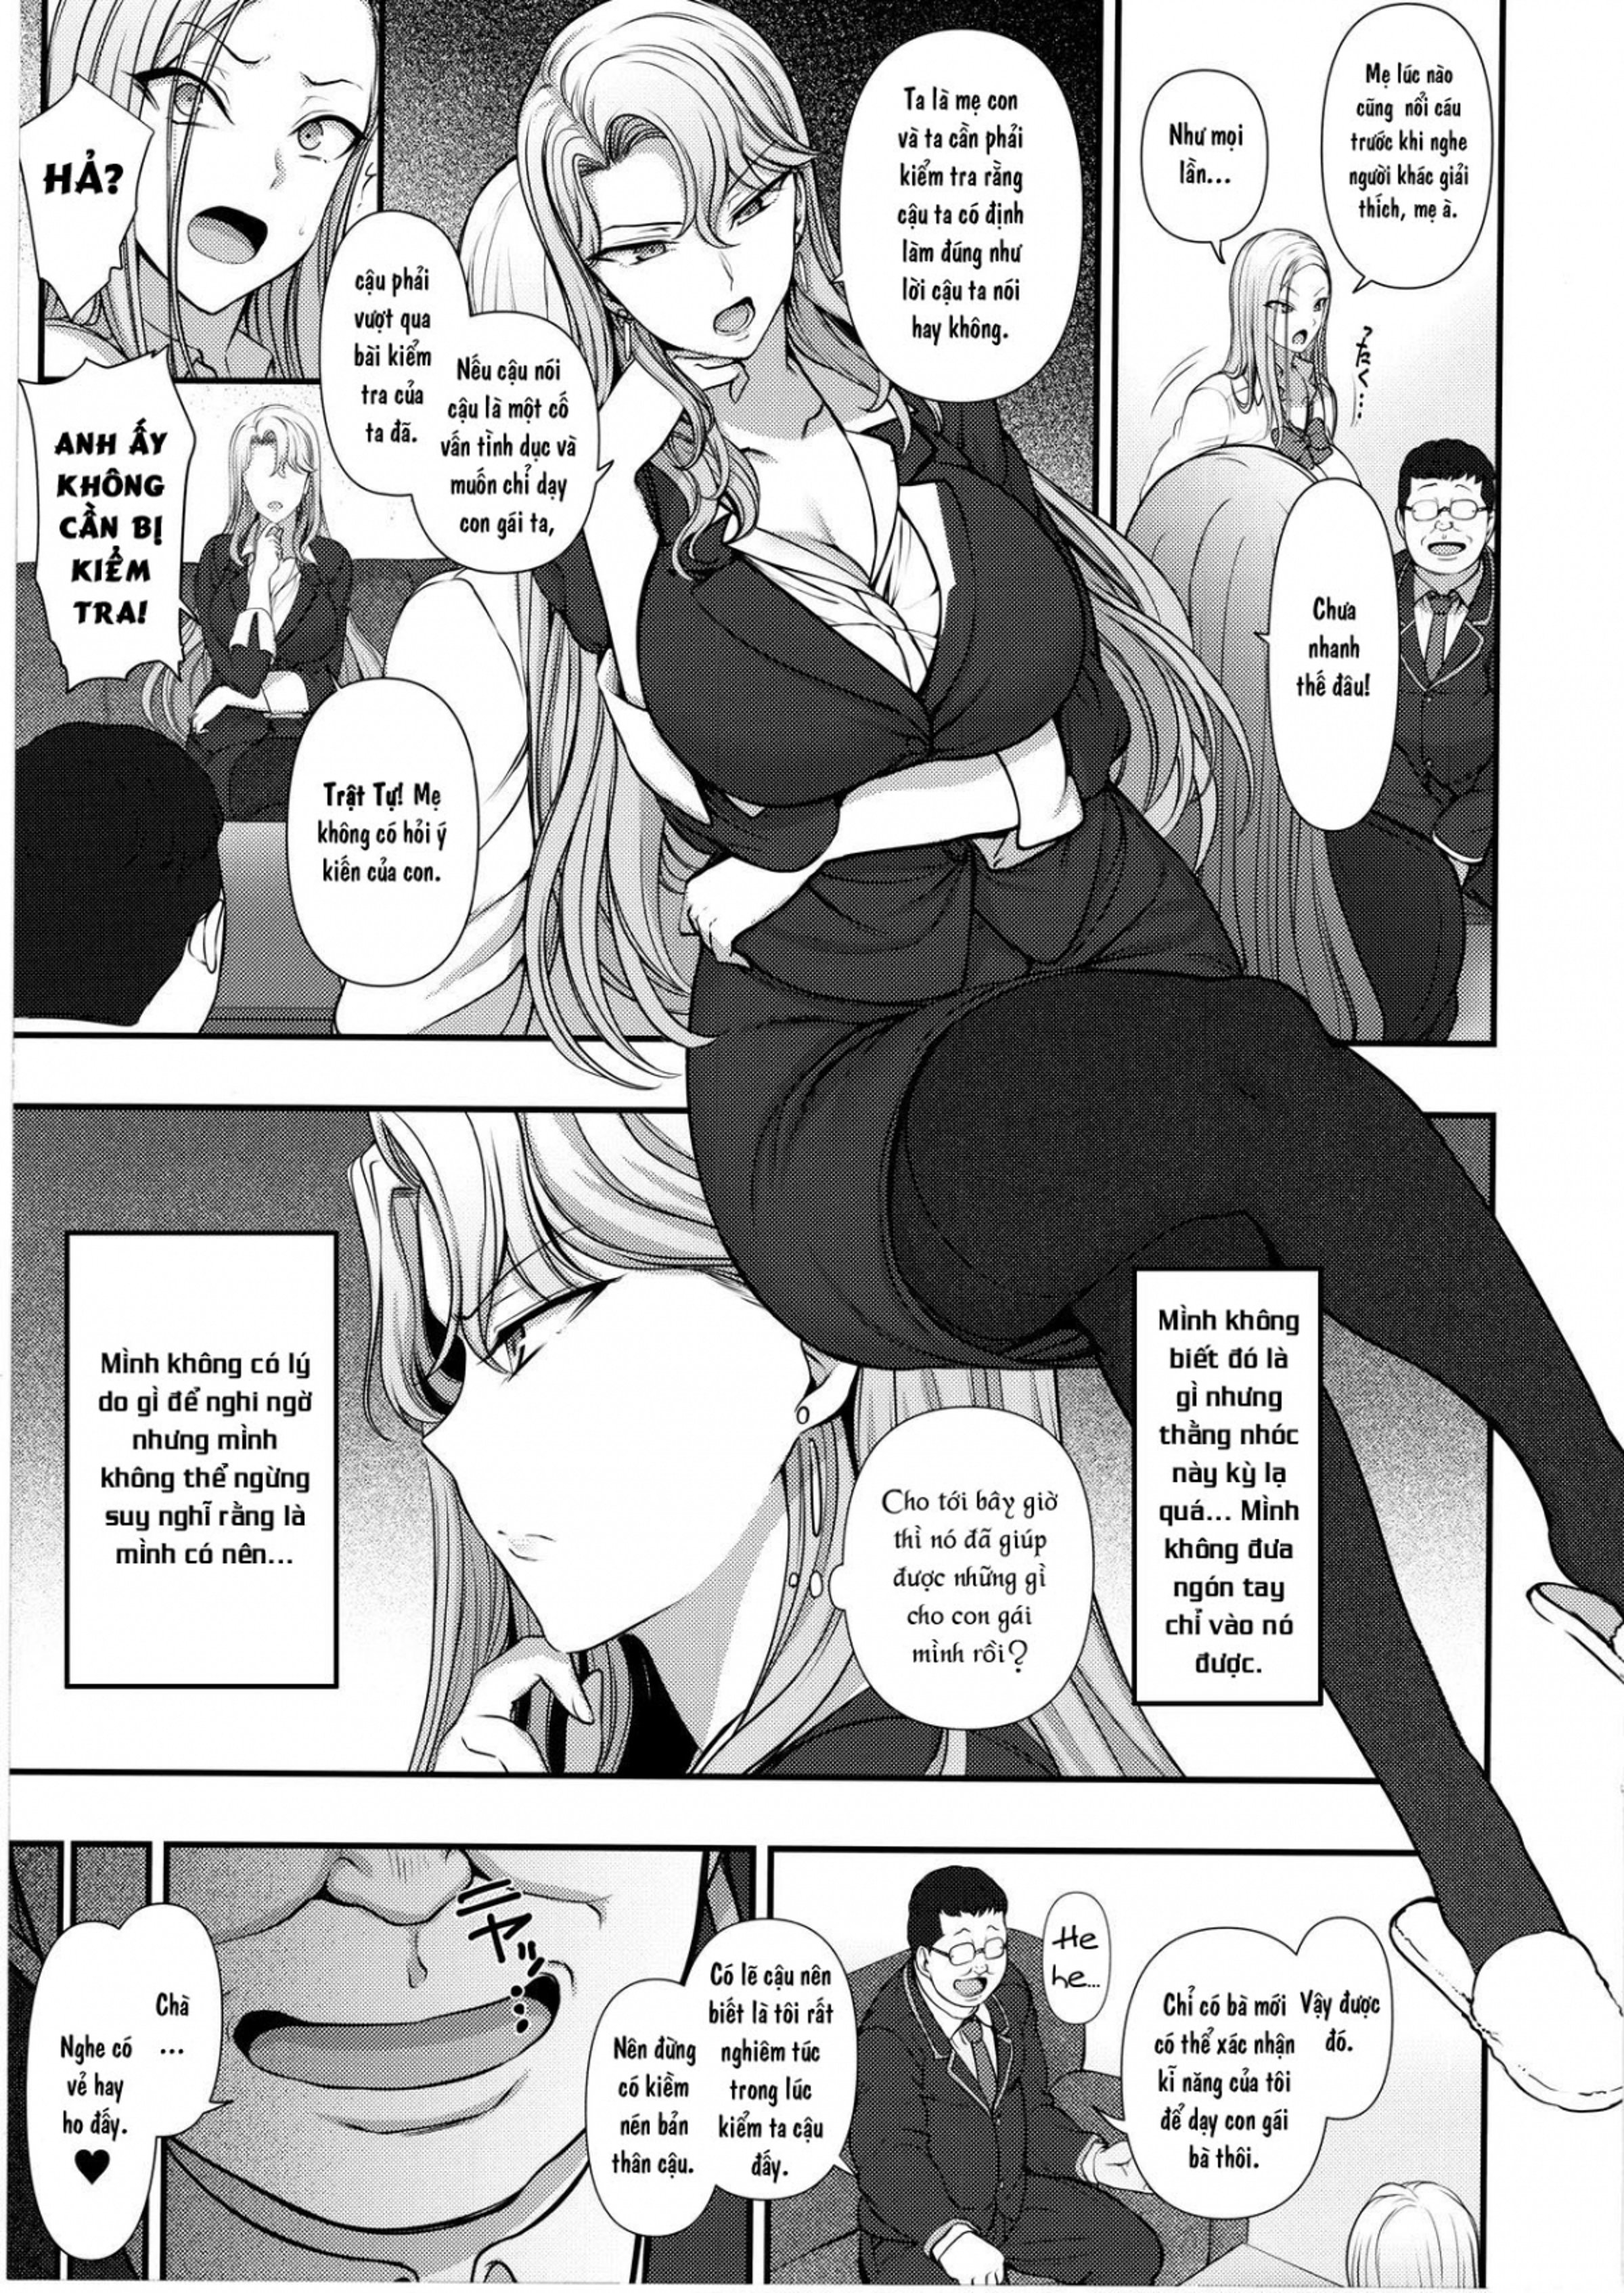 Mẹ lúc nào
cũng nổi cáu
trước khi nghe
người khác giải
thích, mẹ à.
Như mọi
lần...
ったく…
Chưa
nhanh
thế đâu!
Ta là mẹ con
và ta cần phải
kiểm tra rằng
cậu ta có định
làm đúng như
lời cậu ta nói
hay không.
Nếu cậu nói
cậu là một cố
vấn tình dục và
muốn chỉ dạy
con gái ta,
cậu phải
vượt qua
bài kiểm
tra của
ta đã.
HẢ?
ANH ẤY
KHÔNG
CẦN BỊ
KIỂM
TRA!
Trật Tự! Mẹ
không có hỏi ý
kiến của con.
Mình không
biết đó là
gì nhưng
thằng nhóc
này kỳ lạ
quá... Mình
không đưa
ngón tay
chỉ vào nó
được.
Cho tới bây giờ
thì nó đã giúp
được những gì
cho con gái
mình rồi?
Mình không có lý
do gì để nghi ngờ
nhưng mình
không thể ngừng
suy nghĩ rằng là
mình có nên...
Vậy được
đó.
Chỉ có bà mới
có thể xác nhận
kĩ năng của tôi
để dạy con gái
bà thôi.
He
he...
Có lẽ cậu nên
biết là tôi rất
nghiêm túc
trong lúc
kiểm ta cậu
đấy.
Nên đừng
có kiềm
nén bản
thân cậu.
ニヤッ…
Chà
...
Nghe có
vẻ hay
ho đấy.
♥